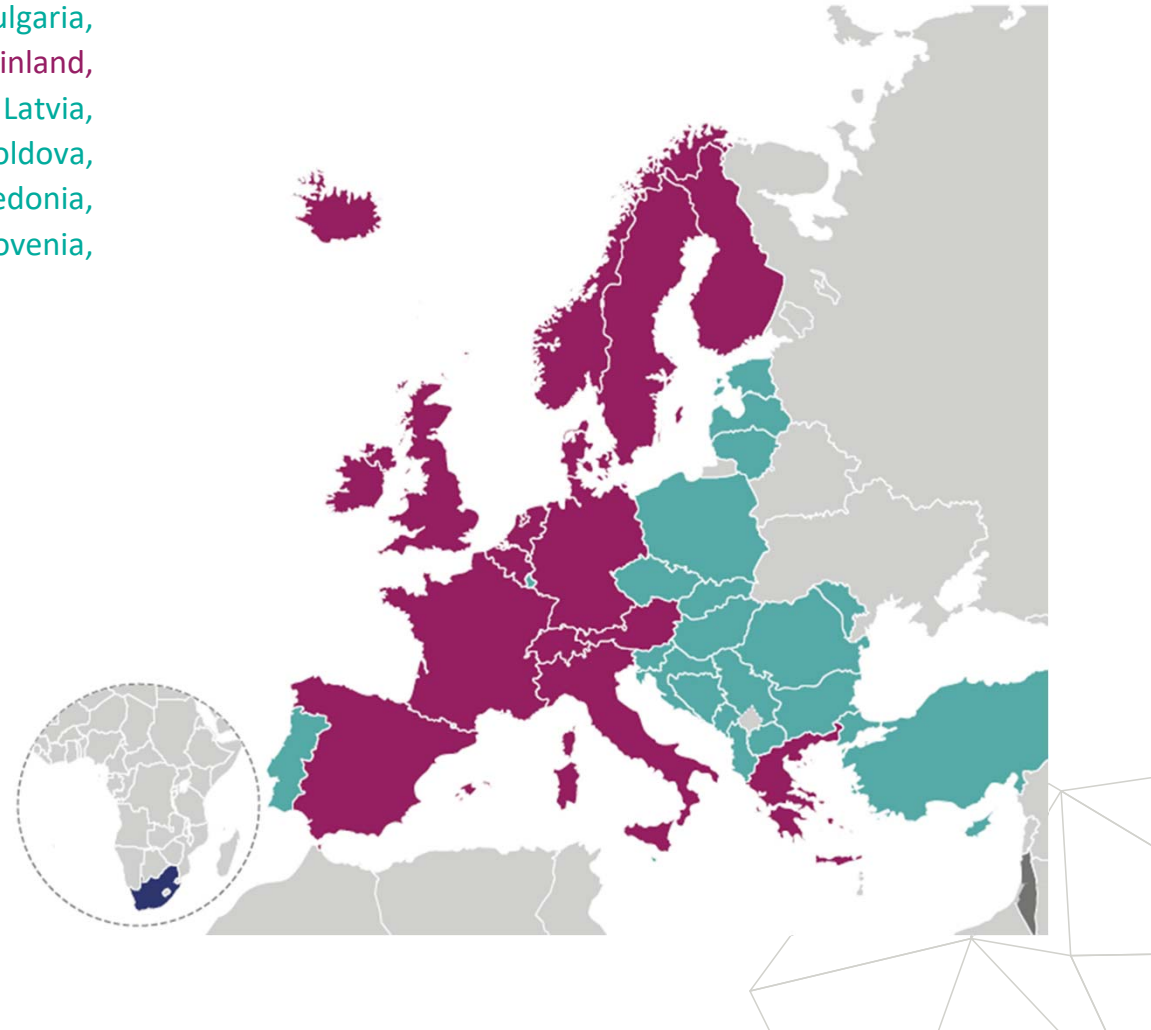 ulgaria,
inland,
Latvia,
oldova,
edonia,
ovenia,